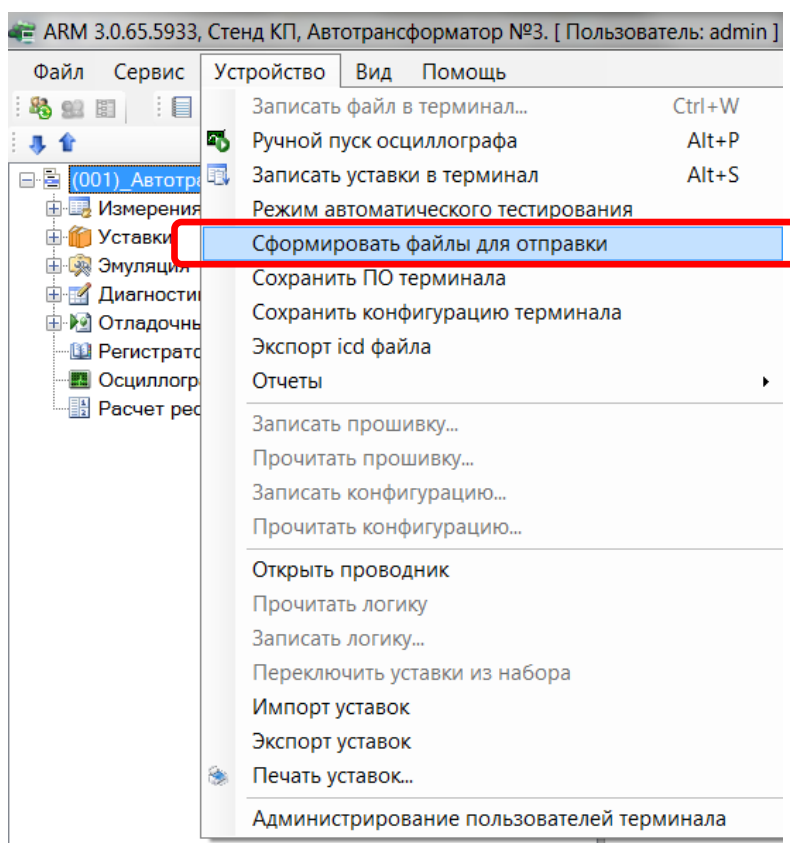 ARM 3.0.65.5933, Стенд КП, Автотрансформатор №3. [ Пользователь: admin ]
Файл Сервис Устройство Вид Помощь
Записать файл в терминал... Ctrl+W
Ручной пуск осциллографа Alt+P
Записать уставки в терминал Alt+S
Режим автоматического тестирования
Сформировать файлы для отправки
Сохранить ПО терминала
Сохранить конфигурацию терминала
Экспорт icd файла
Отчеты
Записать прошивку...
Прочитать прошивку...
Записать конфигурацию...
Прочитать конфигурацию...
Открыть проводник
Прочитать логику
Записать логику...
Переключить уставки из набора
Импорт уставок
Экспорт уставок
Печать уставок...
Администрирование пользователей терминала
(001)_Автотра
Измерения
Уставки
Эмуляция
Диагности
Отладочнь
Регистрато
Осциллогр
Расчет рес